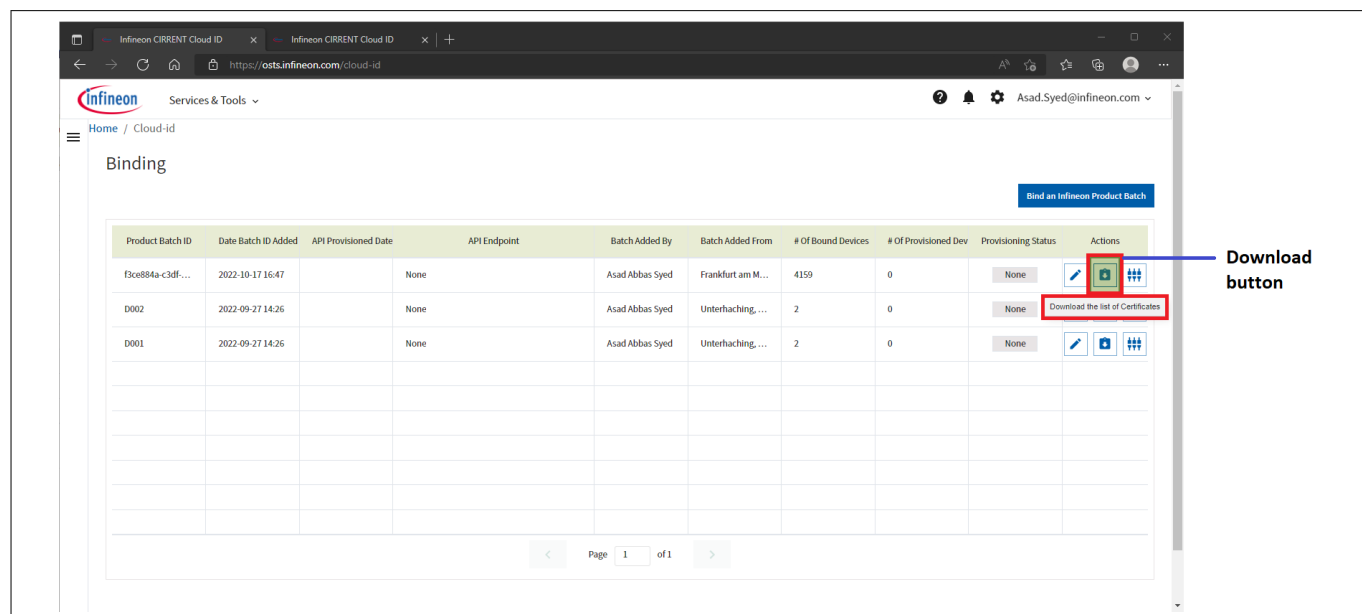 Infineon CIRRENT Cloud ID Infineon CIRRENT Cloud ID
https://osts.infineon.com/cloud-id
infineon Services & Tools Asad.Syed@infineon.com
Home / Cloud-id
Binding
Bind an Infineon Product Batch
Product Batch ID Date Batch ID Added API Provisioned Date API Endpoint Batch Added By Batch Added From # Of Bound Devices # Of Provisioned Dev Provisioning Status Actions
f3ce884a-c3df-... 2022-10-17 16:47 None Asad Abbas Syed Frankfurt am M... 4159 0 None
D002 2022-09-27 14:26 None Asad Abbas Syed Unterhaching, ... 2 0 None
Download the list of Certificates
D001 2022-09-27 14:26 None Asad Abbas Syed Unterhaching, ... 2 0 None
Page 1 of 1
Download
button